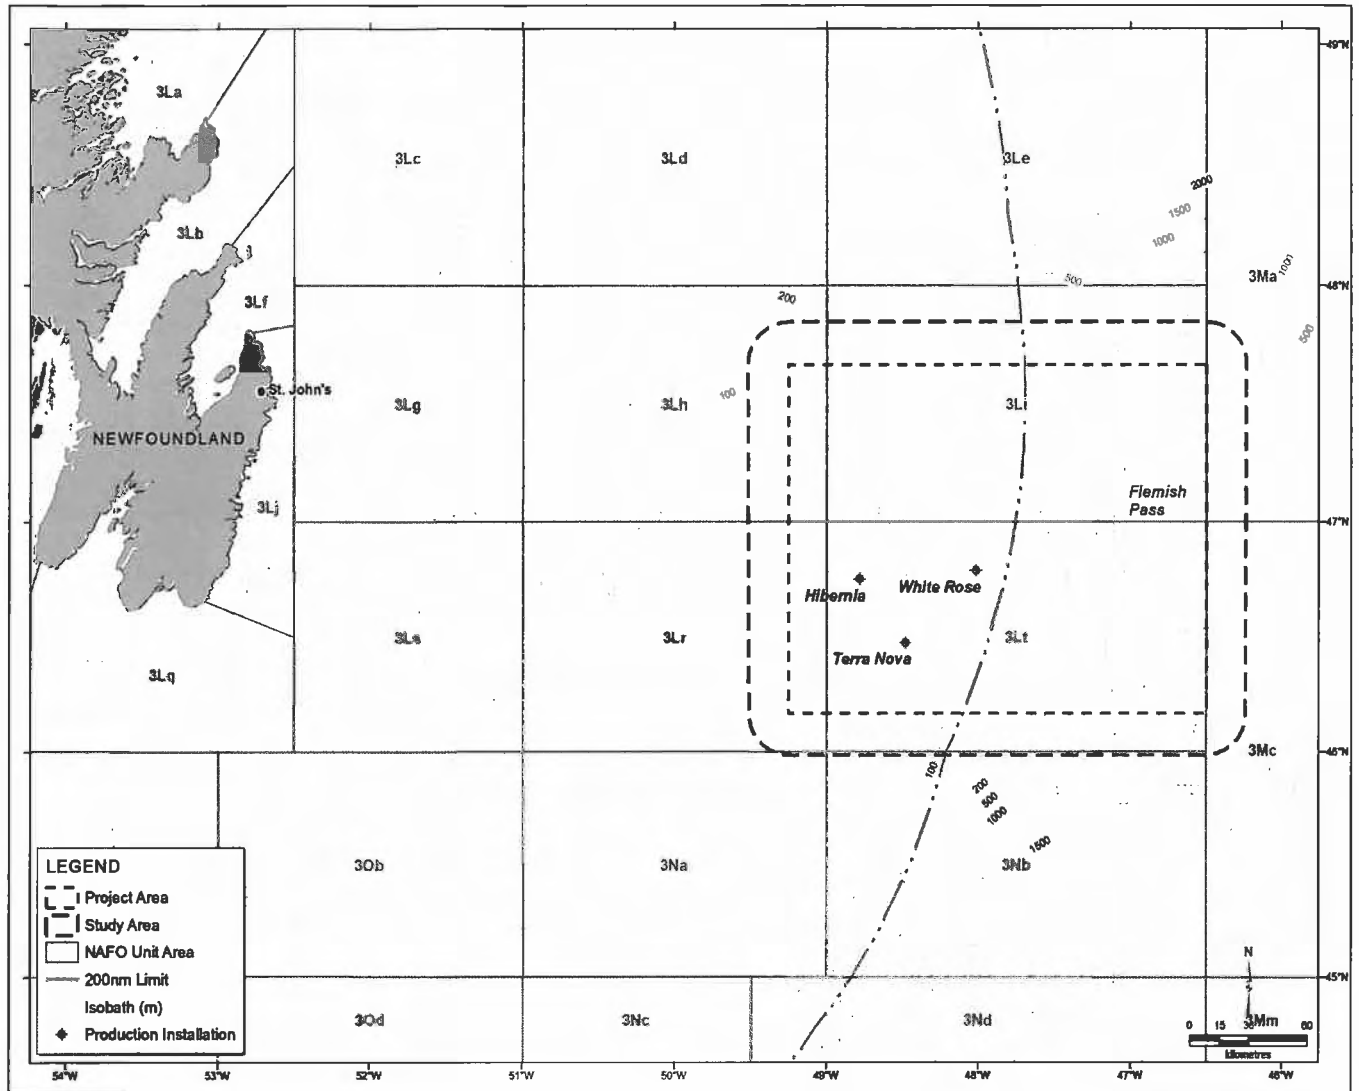 49°N
3La
3Lc
3Ld
3Le
2000
1500
1000
3Lb
3Ma
1000
500
48°N
200
3Lf
500
St. John's
100
3Lg
3Lh
3Li
NEWFOUNDLAND
Flemish
Pass
3Lj
47°N
Hibernia
White Rose
3Ls
3Lr
3Lt
Terra Nova
3Lq
46°N
3Mc
100
200
500
1000
1500
3Ob
3Na
3Nb
LEGEND
Project Area
Study Area
NAFO Unit Area
200nm Limit
Isobath (m)
Production Installation
N
45°N
3Od
3Nc
3Nd
3Mm
0 15 30 60
kilometres
54°W
53°W
52°W
51°W
50°W
49°W
48°W
47°W
46°W